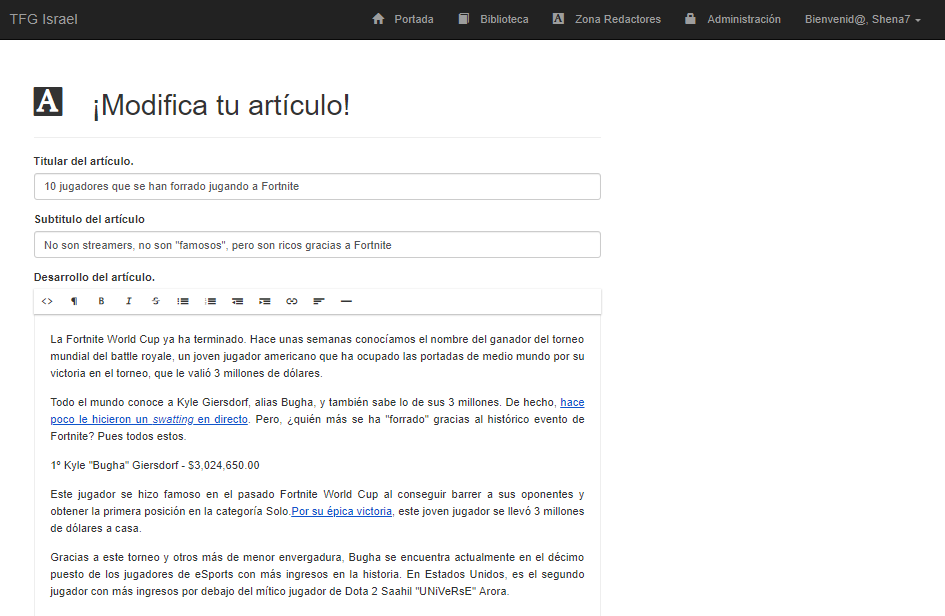 TFG Israel Portada Biblioteca A Zona Redactores Administración Bienvenid@, Shena7
A ¡Modifica tu artículo!
Titular del artículo.
10 jugadores que se han forrado jugando a Fortnite
Subtitulo del artículo
No son streamers, no son "famosos", pero son ricos gracias a Fortnite
Desarrollo del artículo.
<> ¶ B I S
La Fortnite World Cup ya ha terminado. Hace unas semanas conocíamos el nombre del ganador del torneo
mundial del battle royale, un joven jugador americano que ha ocupado las portadas de medio mundo por su
victoria en el torneo, que le valió 3 millones de dólares.
Todo el mundo conoce a Kyle Giersdorf, alias Bugha, y también sabe lo de sus 3 millones. De hecho, hace
poco le hicieron un swatting en directo. Pero, ¿quién más se ha "forrado" gracias al histórico evento de
Fortnite? Pues todos estos.
1º Kyle "Bugha" Giersdorf - $3,024,650.00
Este jugador se hizo famoso en el pasado Fortnite World Cup al conseguir barrer a sus oponentes y
obtener la primera posición en la categoría Solo.Por su épica victoria, este joven jugador se llevó 3 millones
de dólares a casa.
Gracias a este torneo y otros más de menor envergadura, Bugha se encuentra actualmente en el décimo
puesto de los jugadores de eSports con más ingresos en la historia. En Estados Unidos, es el segundo
jugador con más ingresos por debajo del mítico jugador de Dota 2 Saahil "UNiVeRsE" Arora.